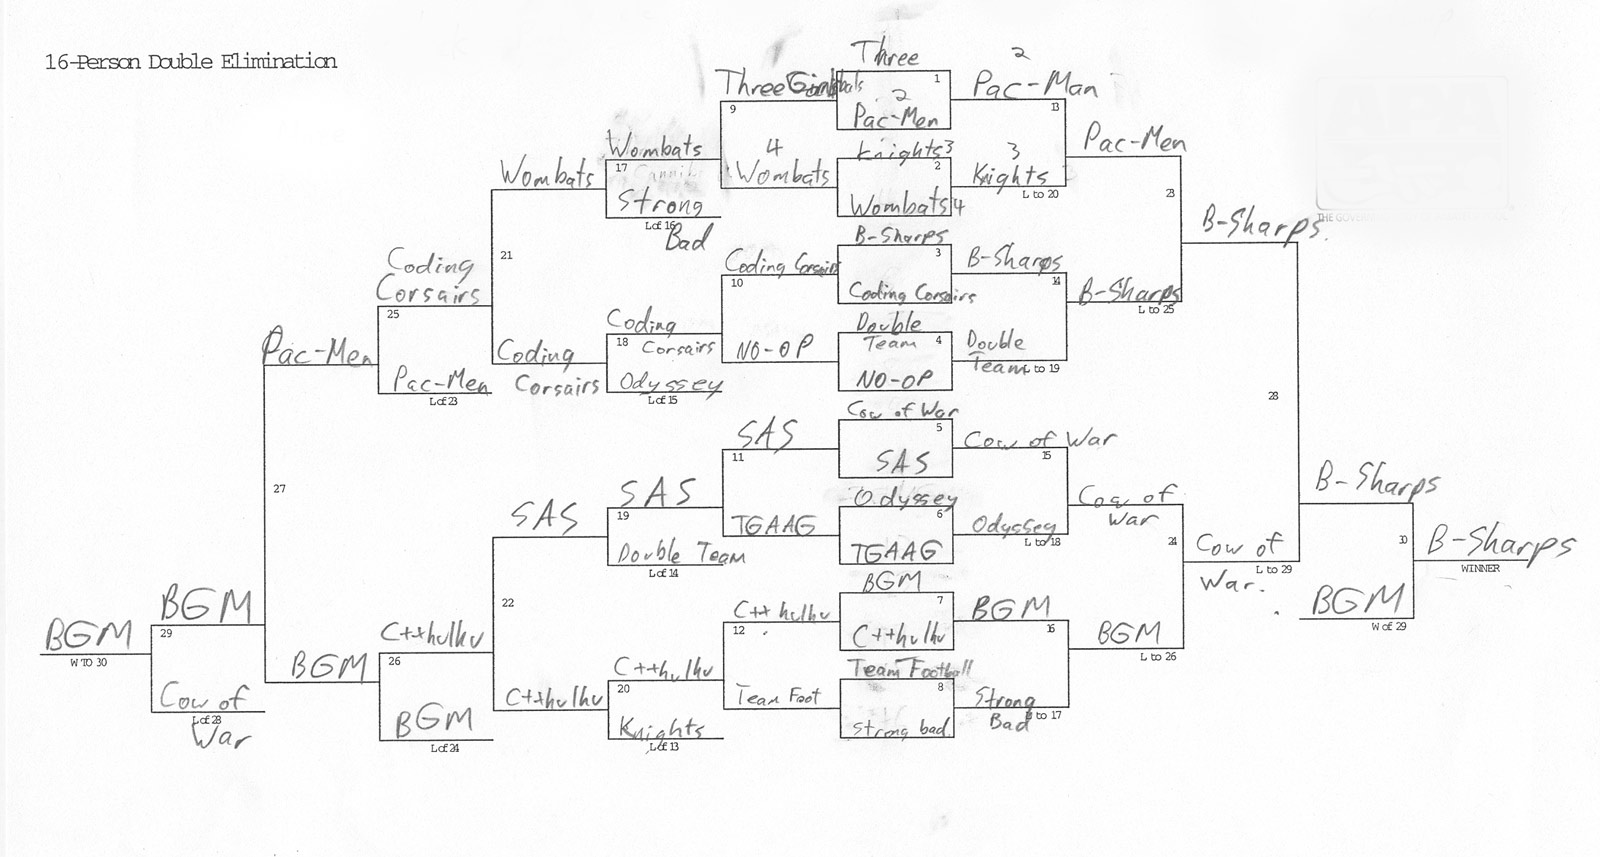 16-Person Double Elimination
Three
2
Pac-Men
1
Pac-Man
2
13
Three
9
4
Wombats
Knights 3
2
Wombats 4
3
Knights
L to 20
Pac-Men
23
Wombats
17
Strong
Bad
L of 16
Wombats
21
B-Sharps
3
Coding Corsairs
B-Sharps
14
B-Sharps
L to 25
B-Sharps.
Coding Corsairs
10
NO-OP
Double
Team
4
NO-OP
Double
Team
L to 19
Coding
Corsairs
18
Odyssey
L of 15
Coding
Corsairs
Coding
Corsairs
25
Pac-Men
L of 23
Pac-Men
27
28
Cow of War
5
SAS
Cow of War
15
SAS
11
TGAAG
Odyssey
6
TGAAG
Odyssey
L to 18
Cow of
War
24
SAS
19
Double Team
L of 14
SAS
22
BGM
7
C++hulhu
BGM
16
BGM
L to 26
Cow of
War.
L to 29
C++hulhu
12
Team Foot
Team Football
8
Strong bad
Strong
Bad
L to 17
C++hulhu
20
Knights
L of 13
C++hulhu
C++hulhu
26
BGM
L of 24
BGM
BGM
29
Cow of
War
L of 28
BGM
W TO 30
B-Sharps
30
BGM
W of 29
B-Sharps
WINNER